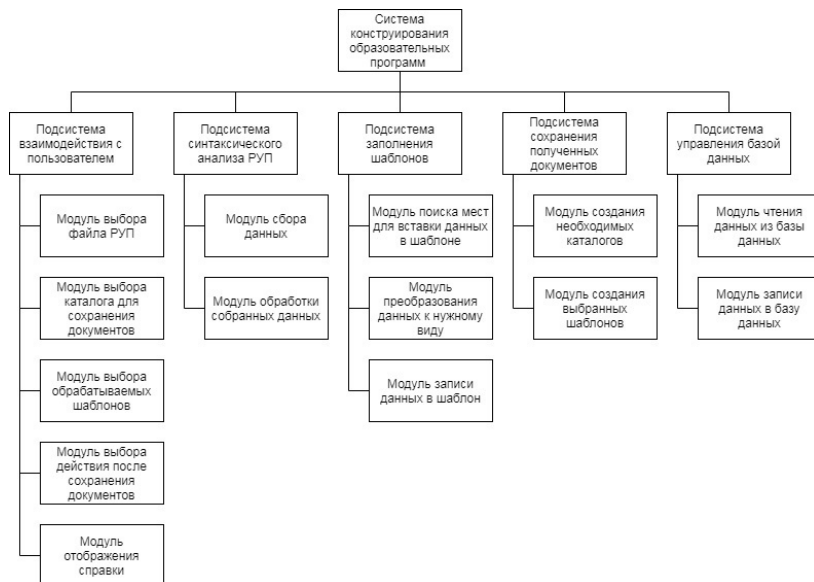 Система
конструирования
образовательных
программ
Подсистема
взаимодействия с
пользователем
Подсистема
синтаксического
анализа РУП
Подсистема
заполнения
шаблонов
Подсистема
сохранения
полученных
документов
Подсистема
управления базой
данных
Модуль выбора
файла РУП
Модуль выбора
каталога для
сохранения
документов
Модуль выбора
обрабатываемых
шаблонов
Модуль выбора
действия после
сохранения
документов
Модуль
отображения
справки
Модуль сбора
данных
Модуль обработки
собранных данных
Модуль поиска мест
для вставки данных
в шаблоне
Модуль
преобразования
данных к нужному
виду
Модуль записи
данных в шаблон
Модуль создания
необходимых
каталогов
Модуль создания
выбранных
шаблонов
Модуль чтения
данных из базы
данных
Модуль записи
данных в базу
данных